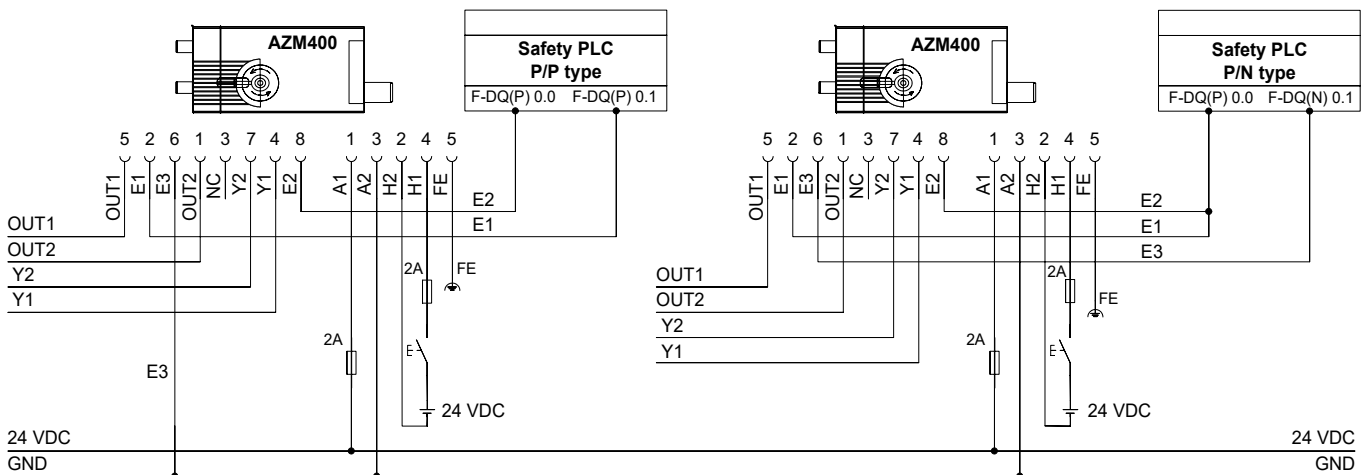 AZM400
Safety PLC
P/P type
F-DQ(P) 0.0 F-DQ(P) 0.1
5 2 6 1 3 7 4 8 1 3 2 4 5
OUT1 E1 E3 OUT2 NC Y2 Y1 E2 A1 A2 H2 H1 FE
E2
E1
OUT1
OUT2
Y2
Y1
2A
FE
2A
E3
24 VDC
AZM400
Safety PLC
P/N type
F-DQ(P) 0.0 F-DQ(N) 0.1
5 2 6 1 3 7 4 8 1 3 2 4 5
OUT1 E1 E3 OUT2 NC Y2 Y1 E2 A1 A2 H2 H1 FE
E2
E1
E3
OUT1
OUT2
Y2
Y1
2A
FE
2A
24 VDC
24 VDC
GND
24 VDC
GND